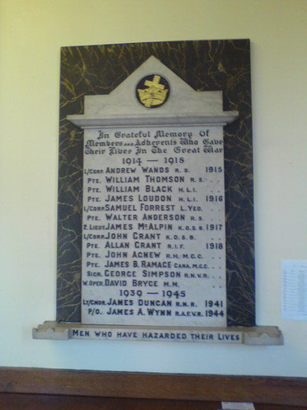 In Grateful Memory Of
Members and Adherents Who Gave
Their Lives In The Great War
1914 — 1918
L/CORP. ANDREW WANDS R.S. 1915
PTE. WILLIAM THOMSON R.S.
PTE. WILLIAM BLACK H.L.I.
PTE. JAMES LOUDON H.L.I. 1916
L/CORP. SAMUEL FORREST L.YEO.
PTE. WALTER ANDERSON R.S.
2.LIEUT. JAMES McALPIN K.O.S.B. 1917
L/CORP. JOHN GRANT K.O.S.B.
PTE. ALLAN GRANT R.I.F. 1918
PTE. JOHN AGNEW R.H.
PTE. JAMES B. RAMAGE CANA. M.G.C.
SIGR. GEORGE SIMPSON R.N.V.R.
W.OPER. DAVID BRYCE M.M.
1939 — 1945
LT/CMDR. JAMES DUNCAN R.N.R. 1941
P/O. JAMES A. WYNN R.A.F.V.R. 1944
MEN WHO HAVE HAZARDED THEIR LIVES